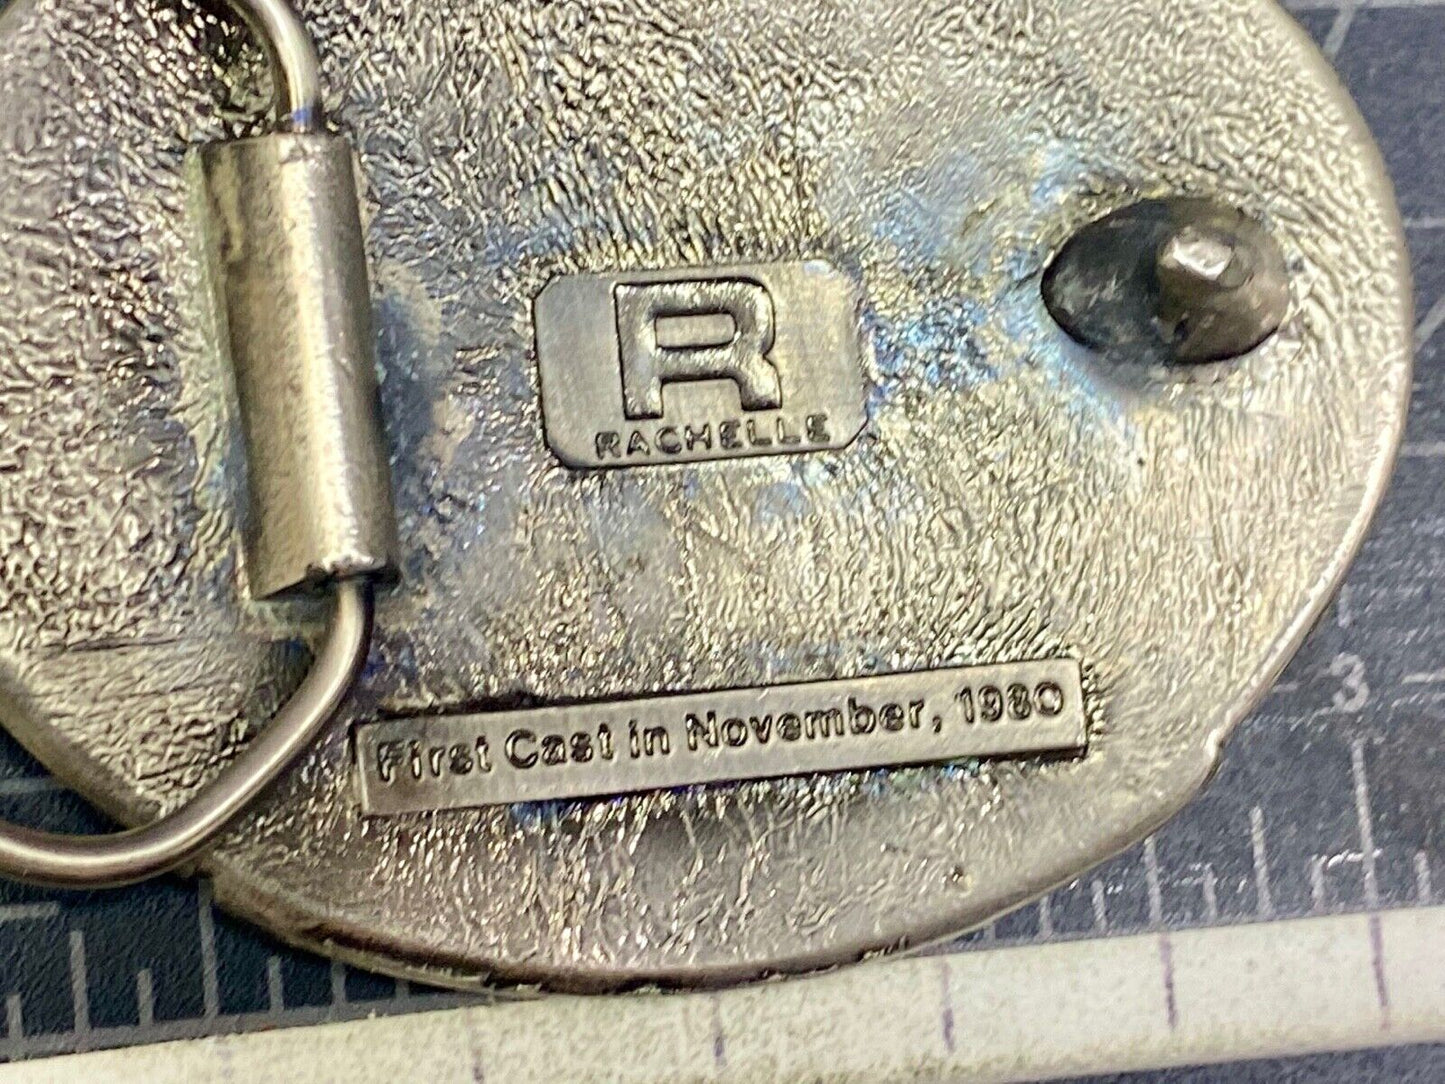 R
RACHELLE
First Cast in November, 1980
3